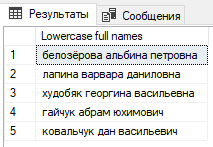 Результаты Сообщения
Lowercase full names
1 белозёрова альбина петровна
2 лапина варвара даниловна
3 худобяк георгина васильевна
4 гайчук абрам юхимович
5 ковальчук дан васильевич